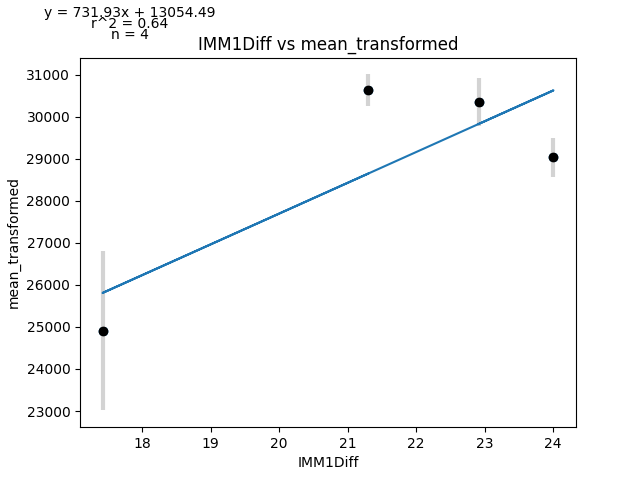 y = 731.93x + 13054.49
r^2 = 0.64
n = 4
IMM1Diff vs mean_transformed
31000
30000
29000
28000
27000
26000
25000
24000
23000
mean_transformed
18
19
20
21
22
23
24
IMM1Diff